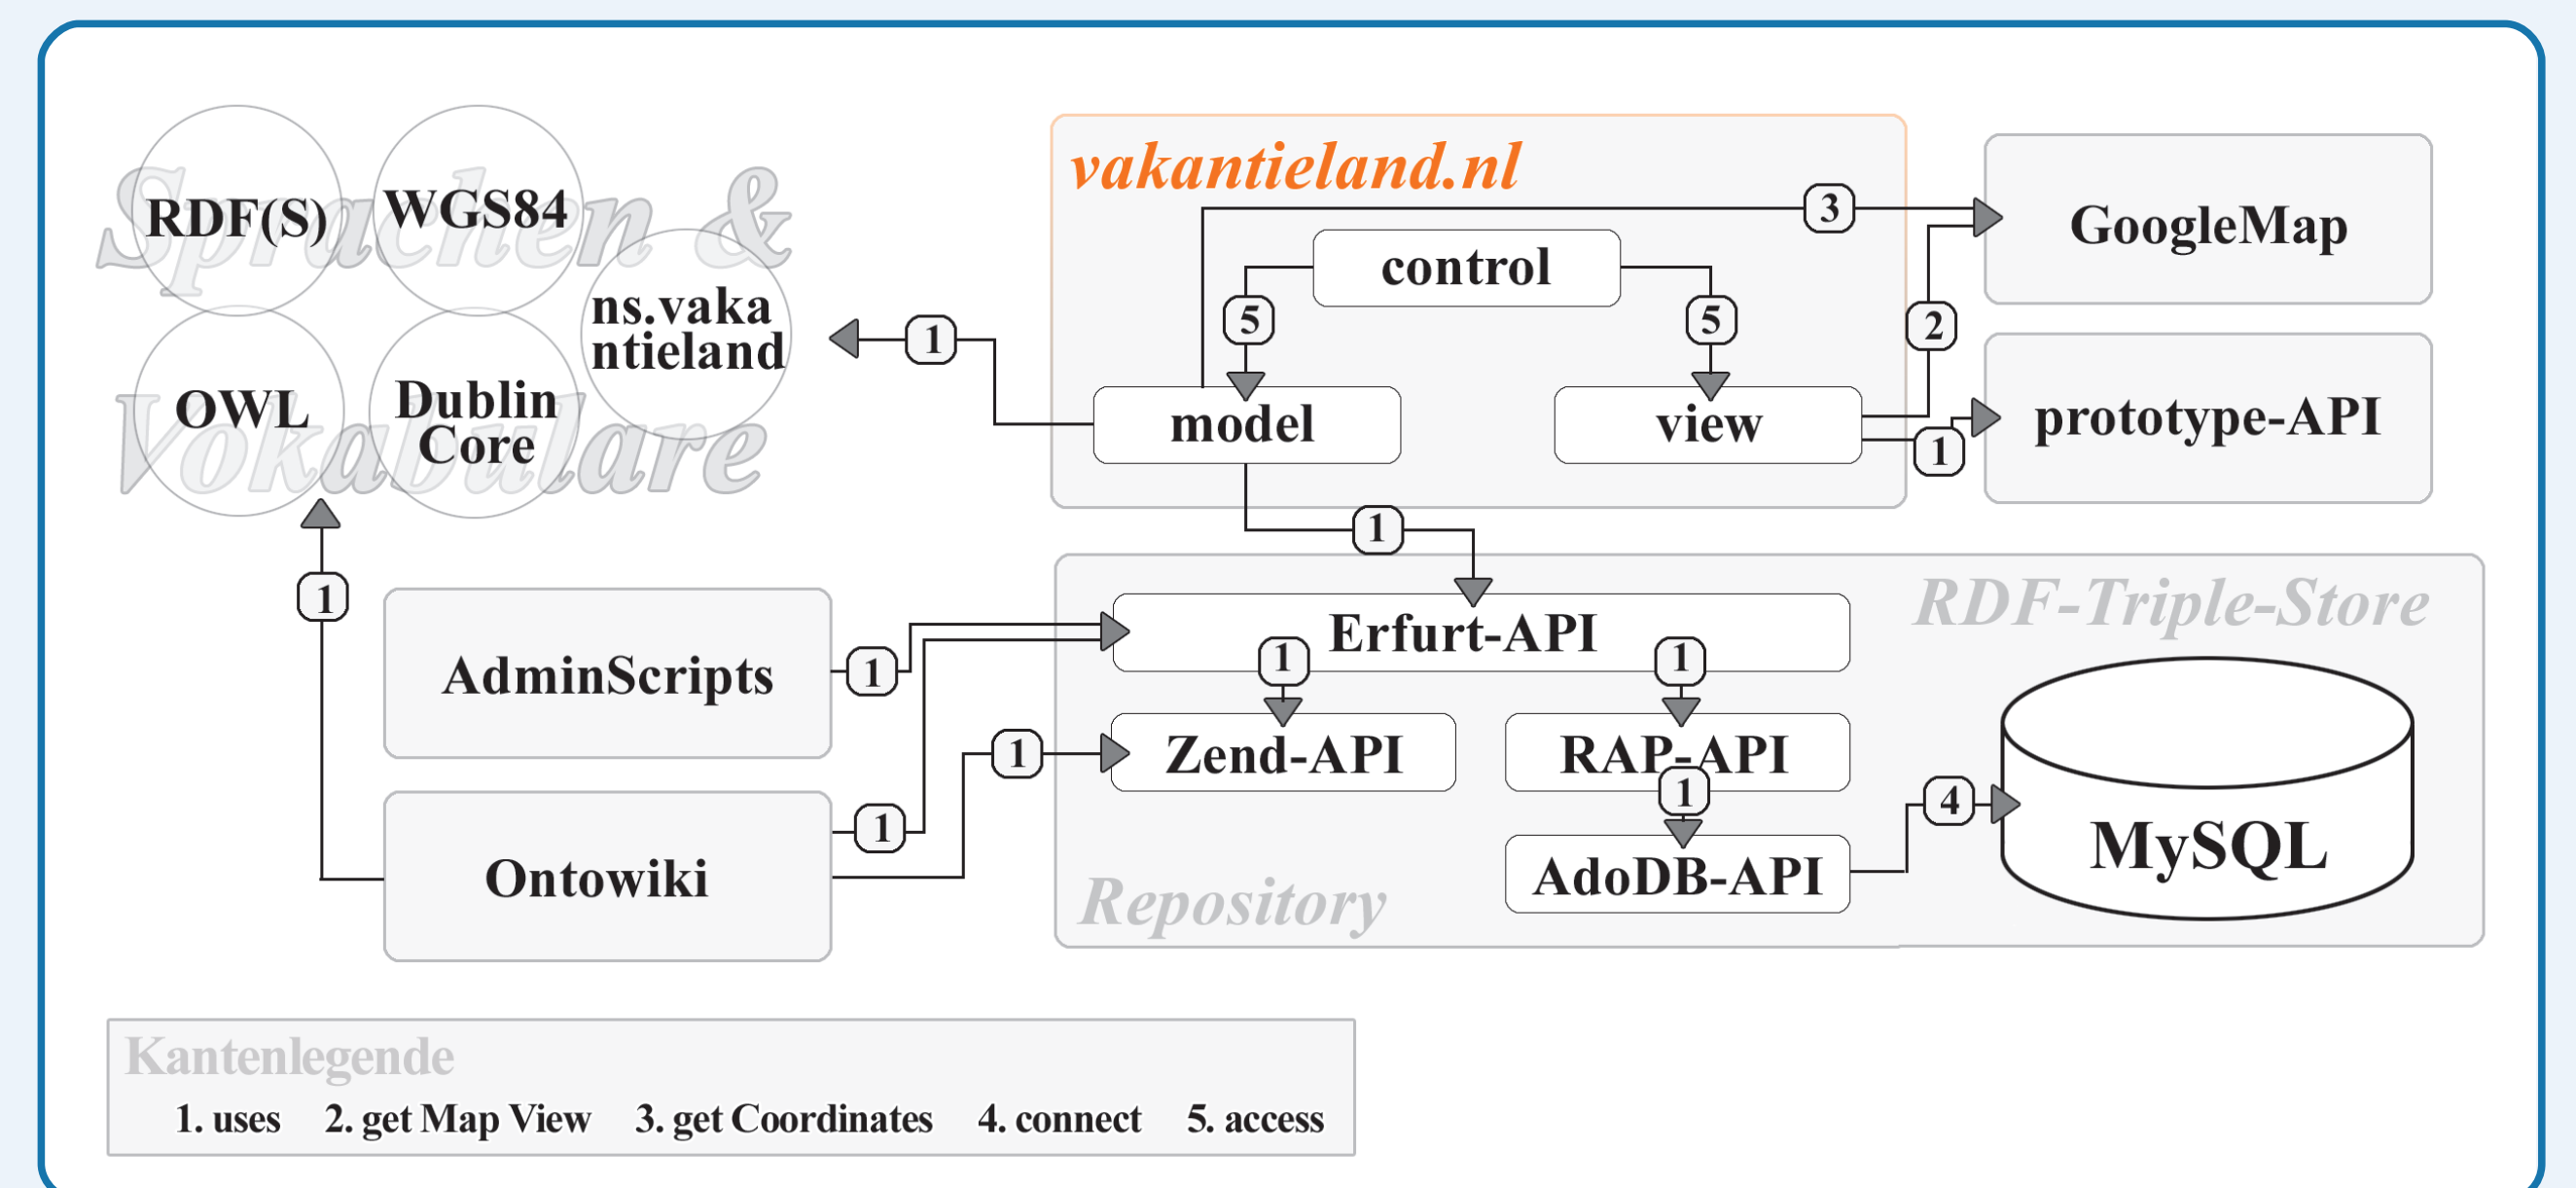 Sprachen &
Vokabulare
RDF(S)
WGS84
ns.vaka
ntieland
OWL
Dublin
Core
1
vakantieland.nl
3
control
5
5
model
view
2
1
GoogleMap
prototype-API
1
1
AdminScripts
1
Ontowiki
1
1
RDF-Triple-Store
Erfurt-API
1
1
Zend-API
RAP-API
1
AdoDB-API
4
MySQL
Repository
Kantenlegende
1. uses 2. get Map View 3. get Coordinates 4. connect 5. access